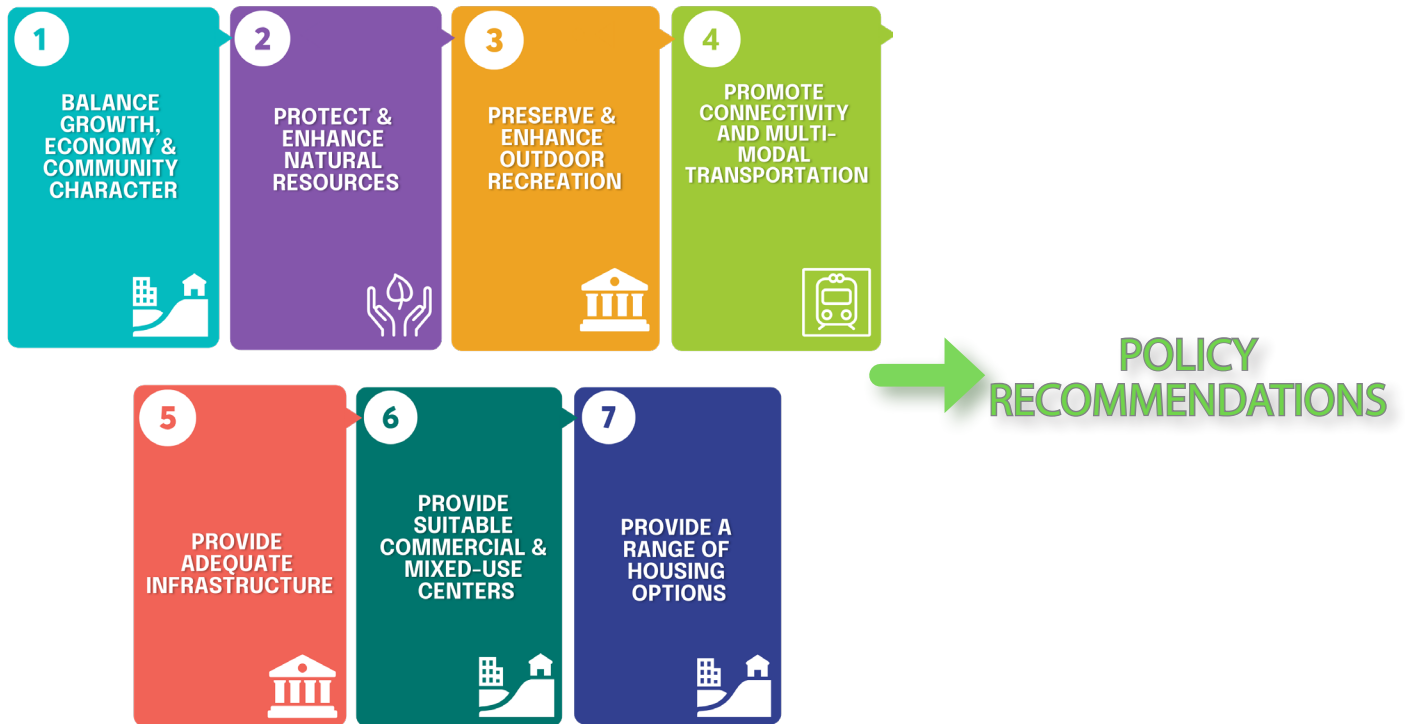 1
BALANCE
GROWTH,
ECONOMY &
COMMUNITY
CHARACTER
2
PROTECT &
ENHANCE
NATURAL
RESOURCES
3
PRESERVE &
ENHANCE
OUTDOOR
RECREATION
4
PROMOTE
CONNECTIVITY
AND MULTI-
MODAL
TRANSPORTATION
5
PROVIDE
ADEQUATE
INFRASTRUCTURE
6
PROVIDE
SUITABLE
COMMERCIAL &
MIXED-USE
CENTERS
7
PROVIDE A
RANGE OF
HOUSING
OPTIONS
POLICY
RECOMMENDATIONS